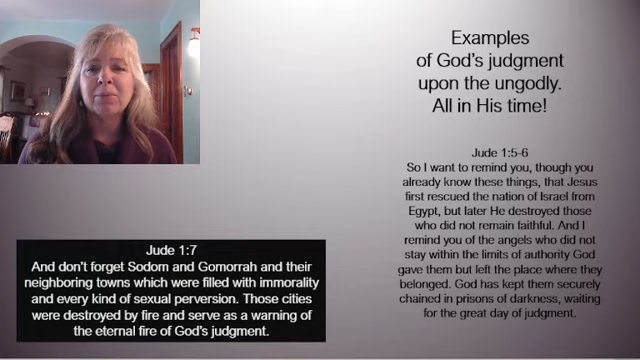 Examples
of God's judgment
upon the ungodly.
All in His time!
Jude 1:5-6
So I want to remind you, though you
already know these things, that Jesus
first rescued the nation of Israel from
Egypt, but later He destroyed those
who did not remain faithful. And I
remind you of the angels who did not
stay within the limits of authority God
gave them but left the place where they
belonged. God has kept them securely
chained in prisons of darkness, waiting
for the great day of judgment.
Jude 1:7
And don't forget Sodom and Gomorrah and their
neighboring towns which were filled with immorality
and every kind of sexual perversion. Those cities
were destroyed by fire and serve as a warning of
the eternal fire of God's judgment.